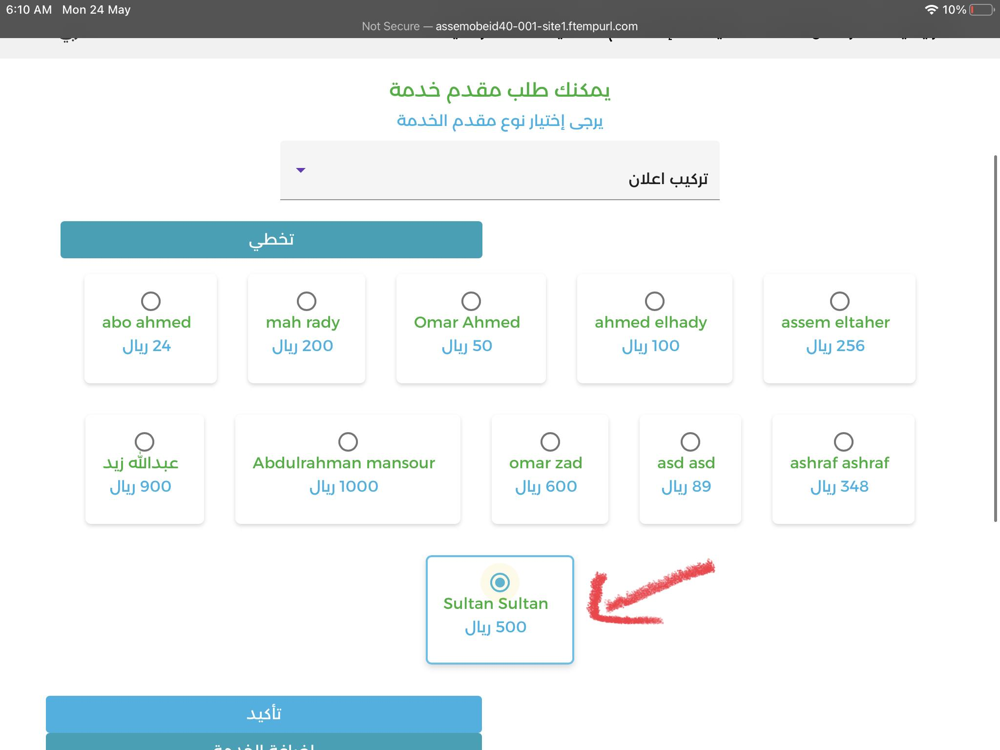 6:10 AM Mon 24 May
10%
Not Secure — assemobeid40-001-site1.ftempurl.com
يمكنك طلب مقدم خدمة
يرجى إختيار نوع مقدم الخدمة
تركيب اعلان
تخطي
assem eltaher
256 ريال
ahmed elhady
100 ريال
Omar Ahmed
50 ريال
mah rady
200 ريال
abo ahmed
24 ريال
ashraf ashraf
348 ريال
asd asd
89 ريال
omar zad
600 ريال
Abdulrahman mansour
1000 ريال
عبدالله زيد
900 ريال
Sultan Sultan
500 ريال
تأكيد